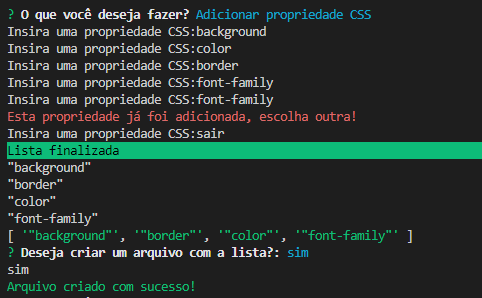 ? O que você deseja fazer? Adicionar propriedade CSS
Insira uma propriedade CSS:background
Insira uma propriedade CSS:color
Insira uma propriedade CSS:border
Insira uma propriedade CSS:font-family
Insira uma propriedade CSS:font-family
Esta propriedade já foi adicionada, escolha outra!
Insira uma propriedade CSS:sair
Lista finalizada
"background"
"border"
"color"
"font-family"
[ '"background"', '"border"', '"color"', '"font-family"' ]
? Deseja criar um arquivo com a lista?: sim
sim
Arquivo criado com sucesso!